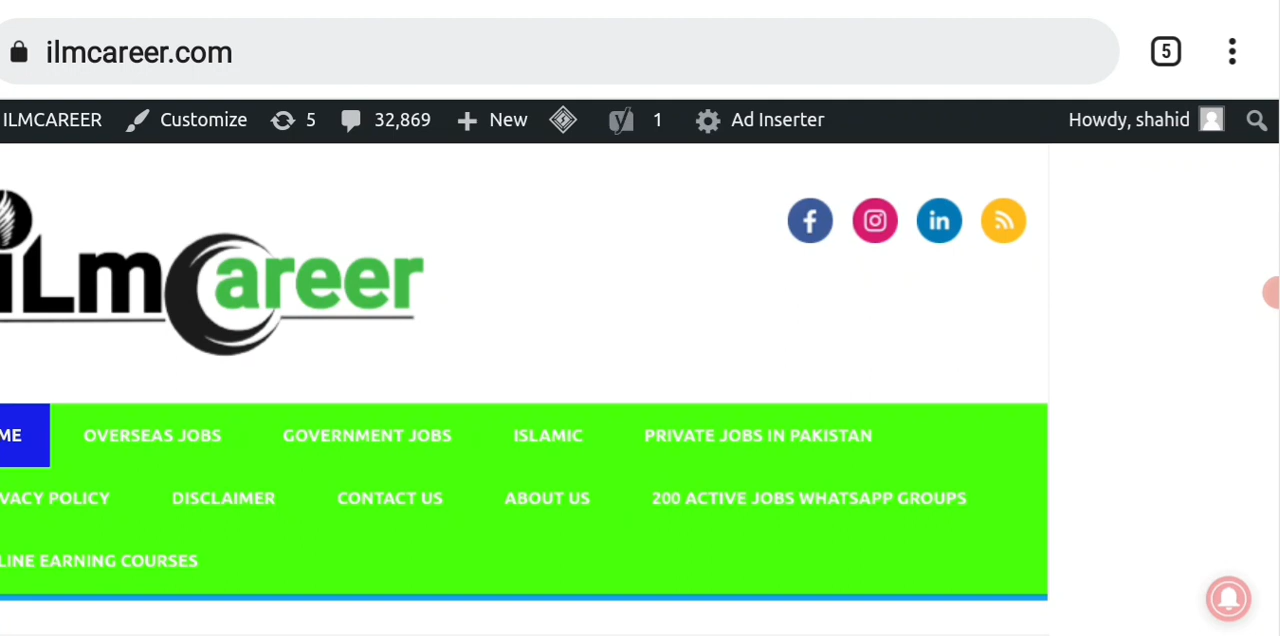 ilmcareer.com 5
ILMCAREER Customize 5 32,869 New 1 Ad Inserter Howdy, shahid
iLmCareer
ME OVERSEAS JOBS GOVERNMENT JOBS ISLAMIC PRIVATE JOBS IN PAKISTAN
VACY POLICY DISCLAIMER CONTACT US ABOUT US 200 ACTIVE JOBS WHATSAPP GROUPS
LINE EARNING COURSES